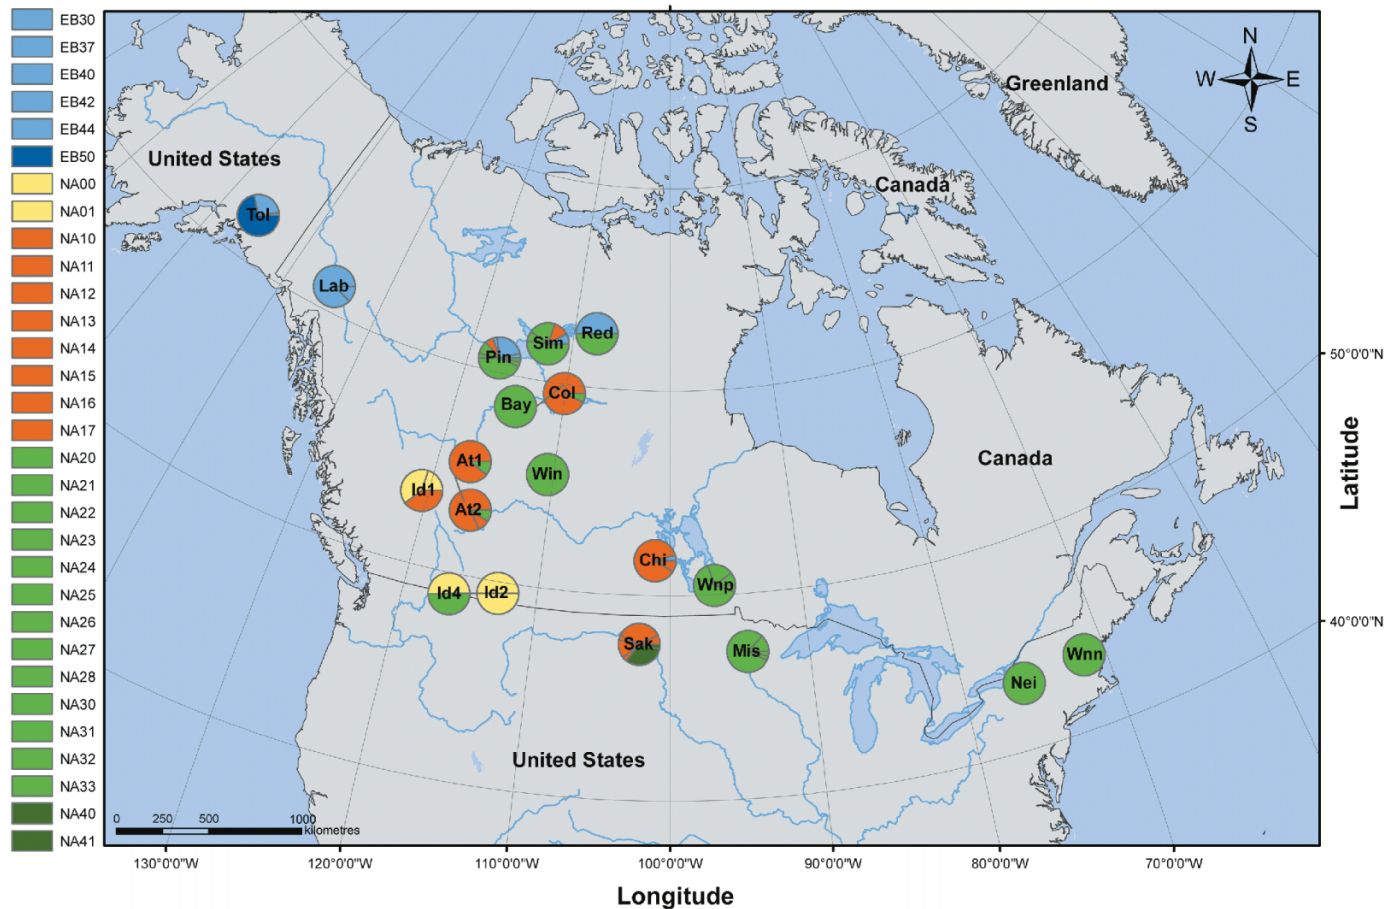 EB30
EB37
EB40
EB42
EB44
EB50
NA00
NA01
NA10
NA11
NA12
NA13
NA14
NA15
NA16
NA17
NA20
NA21
NA22
NA23
NA24
NA25
NA26
NA27
NA28
NA30
NA31
NA32
NA33
NA40
NA41
N
W E
S
Greenland
United States
Canada
Tol
Lab
Red
Sim
Pin
Col
Bay
Canada
At1
Win
Id1
At2
Chi
Wnp
Id4
Id2
Sak
Mis
Wnn
Nei
United States
0 250 500 1000
kilometres
50°0'0"N
40°0'0"N
Latitude
130°0'0"W 120°0'0"W 110°0'0"W 100°0'0"W 90°0'0"W 80°0'0"W 70°0'0"W
Longitude